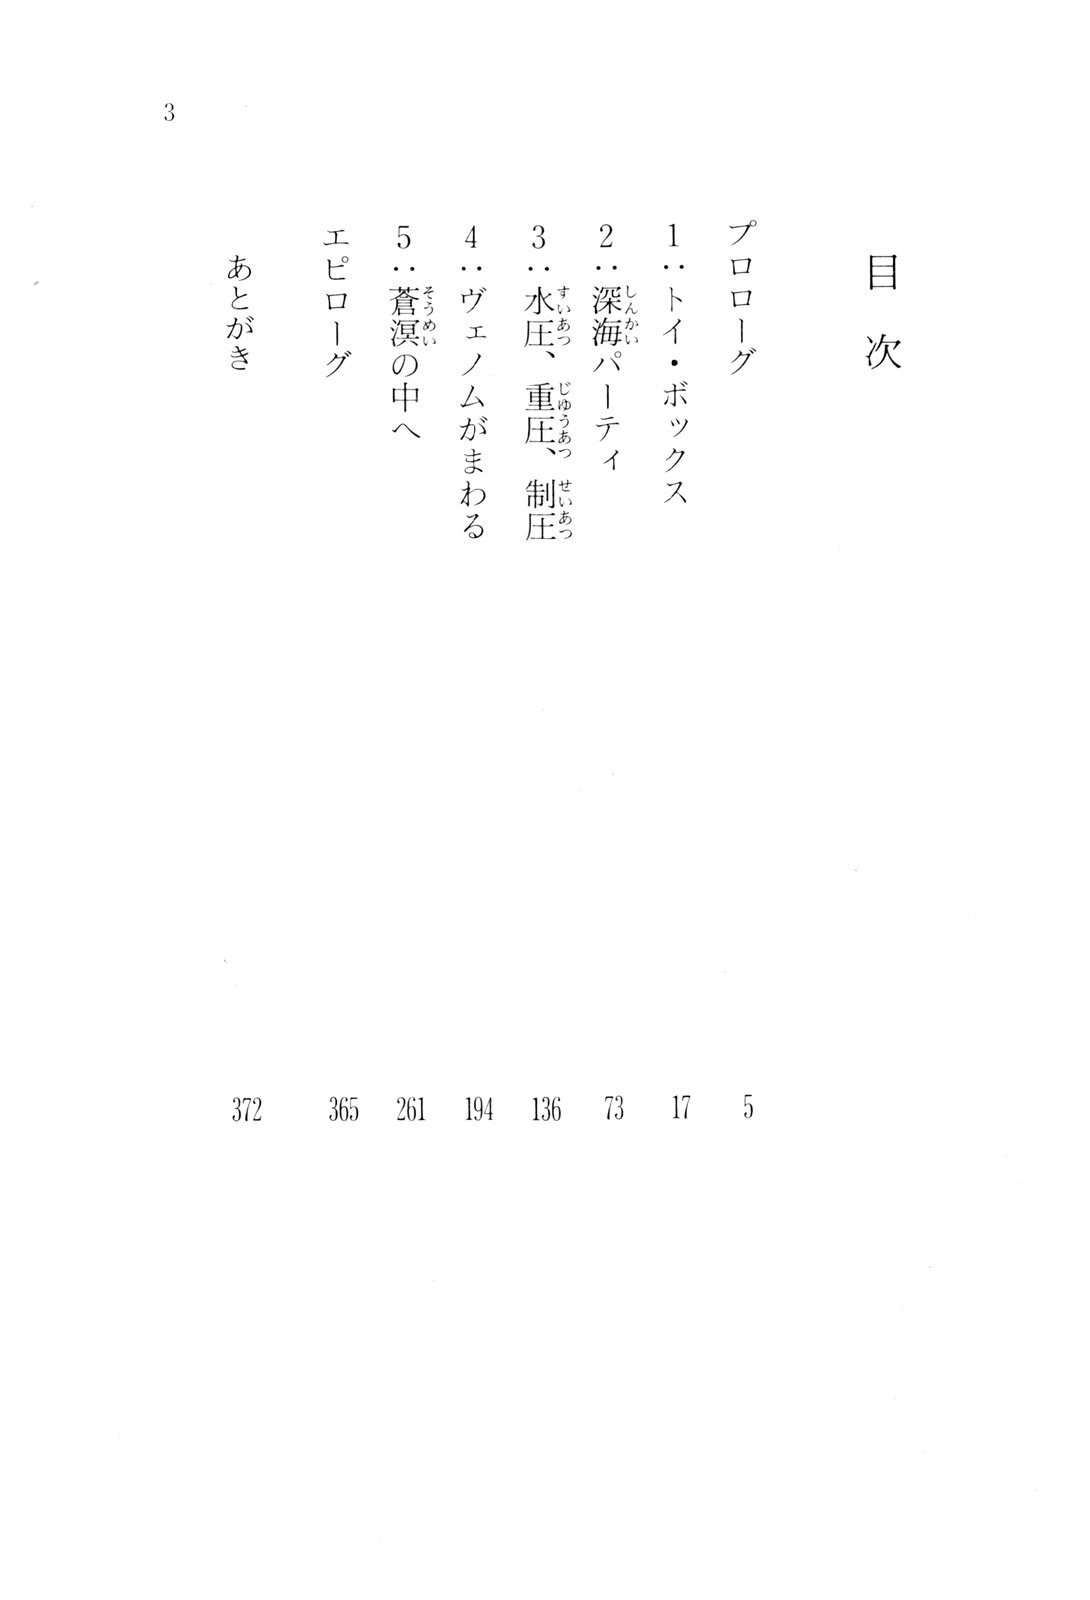 3
目次
プロローグ 5
1：トイ・ボックス 17
2：深海パーティ 73
3：水圧、重圧、制圧 136
4：ヴェノムがまわる 194
5：蒼溟の中へ 261
エピローグ 365
あとがき 372
しんかい
すいあつ
じゅうあつ
せいあつ
そうめい